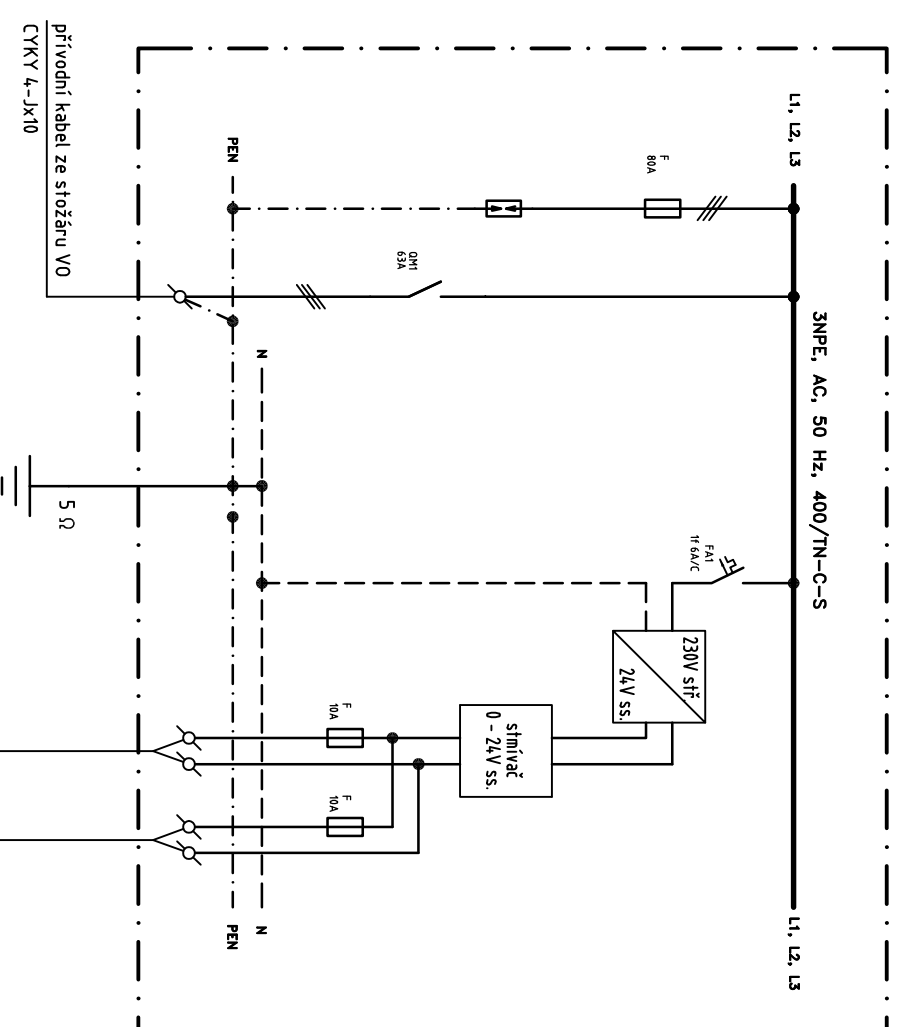 L1, L2, L3
3NPE, AC, 50 Hz, 400/TN-C-S
L1, L2, L3
F
80A
FA1
1f 6A/C
230V stř
24V ss.
QM1
63A
stmívač
0 - 24V ss.
F
10A
F
10A
N
N
PEN
PEN
5 Ω
přívodní kabel ze stožáru VO
CYKY 4-Jx10